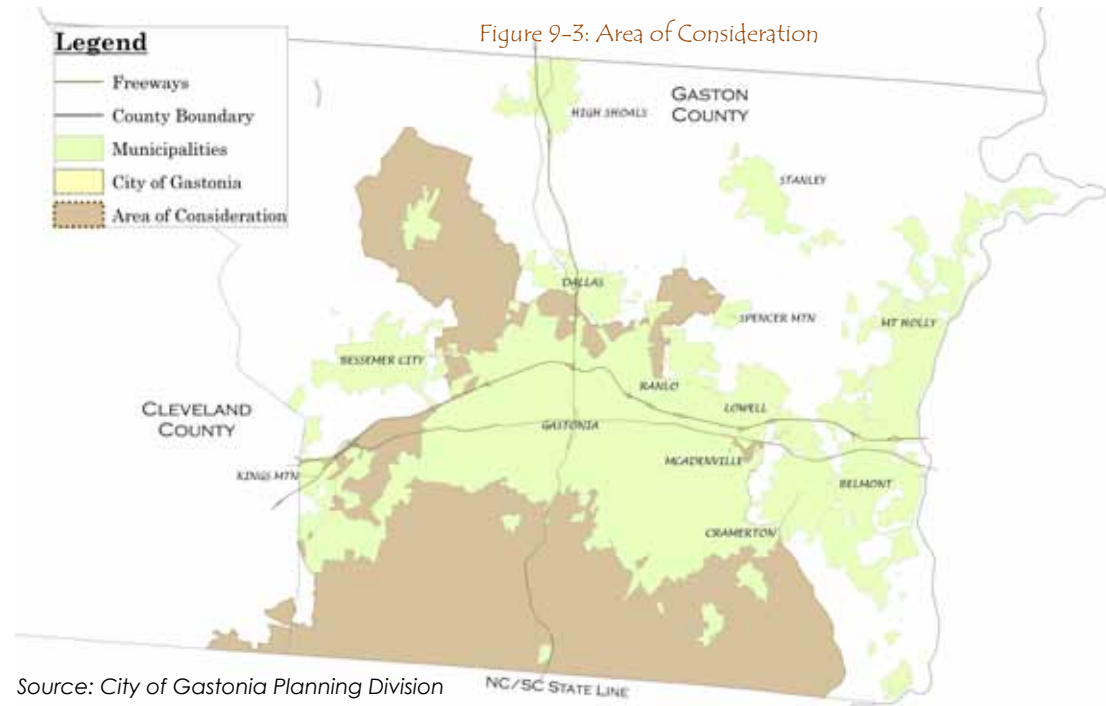 Figure 9-3: Area of Consideration
Legend
Freeways
County Boundary
Municipalities
City of Gastonia
Area of Consideration
GASTON
COUNTY
HIGH SHOALS
STANLEY
DALLAS
SPENCER MTN
MT HOLLY
BESSEMER CITY
RANLO
LOWELL
CLEVELAND
COUNTY
GASTONIA
MCADENVILLE
KINGS MTN
BELMONT
CRAMERTON
NC/SC STATE LINE
Source: City of Gastonia Planning Division